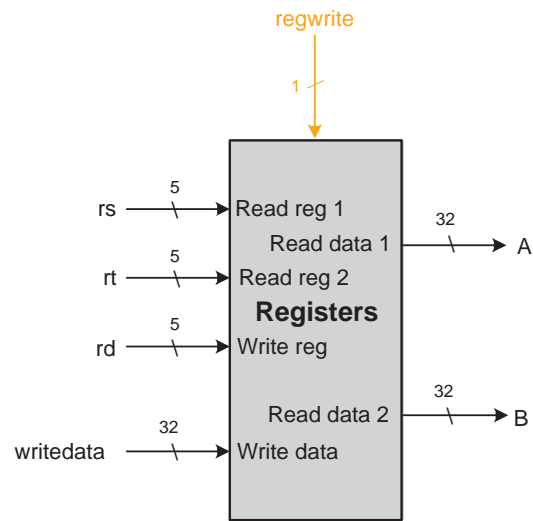 regwrite
1
5
rs
Read reg 1
32
Read data 1
A
5
rt
Read reg 2
Registers
5
rd
Write reg
32
Read data 2
B
32
writedata
Write data